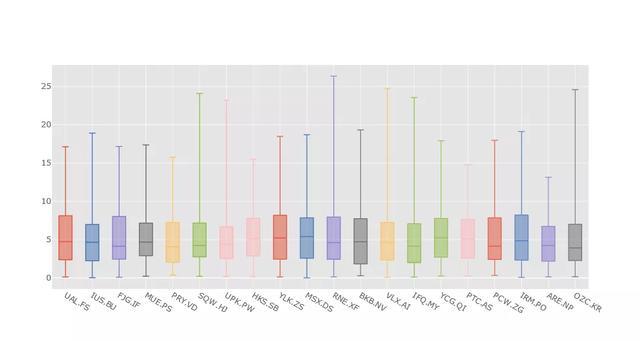 25
20
15
10
5
0
UAL.FS
IUS.BU
FJG.IF
MUE.PS
PRY.VD
SQW.HJ
UPK.PW
HKS.SB
YLK.ZS
MSX.DS
RNE.XF
BKB.NV
VLX.AI
IFQ.MY
YCG.QI
PTC.AS
PCW.ZG
IRM.PO
ARE.NP
OZC.KR